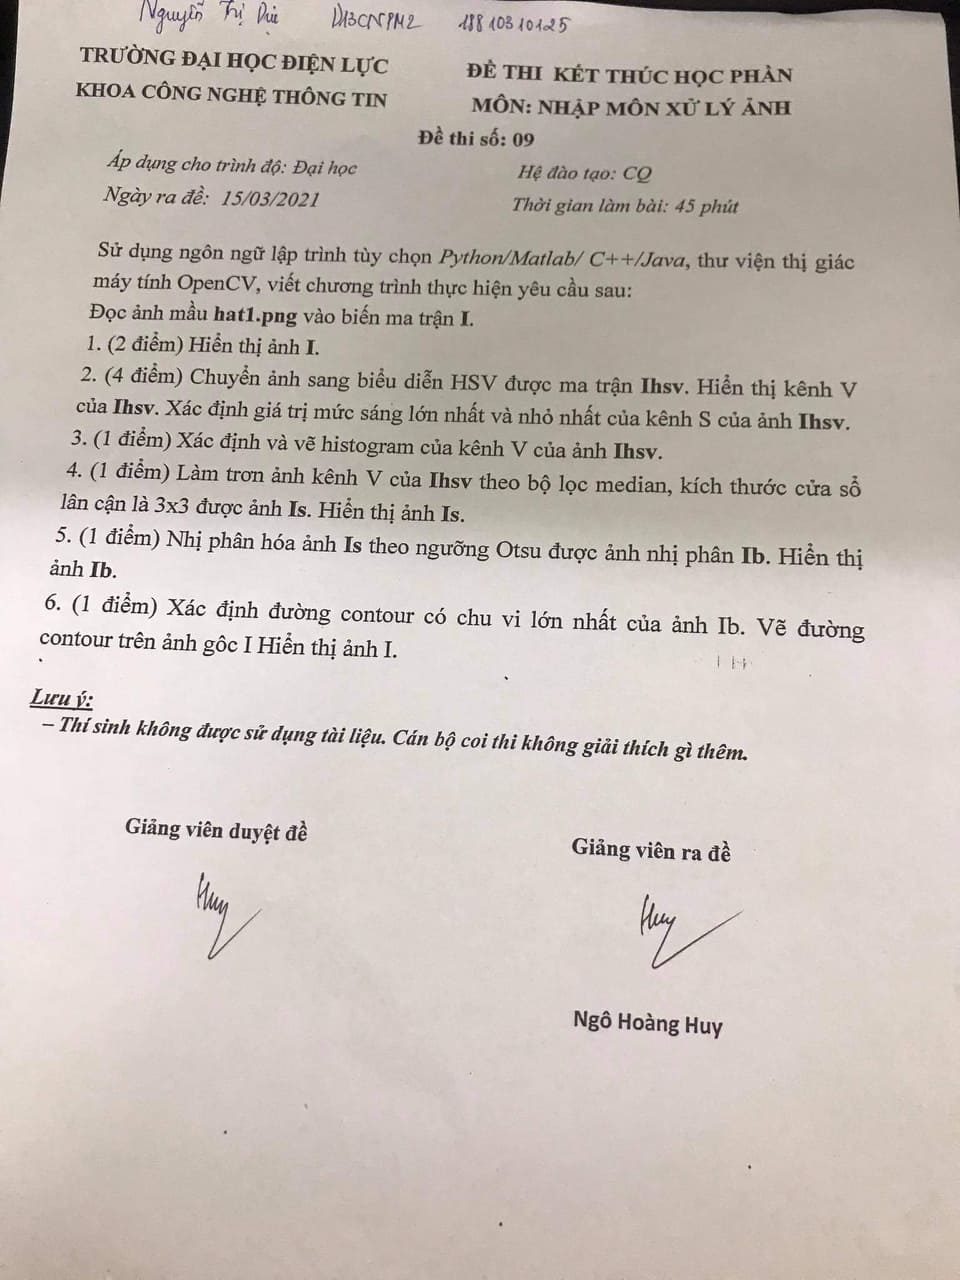 Nguyễn Thị Dịu D13CNPM2 18810310125
TRƯỜNG ĐẠI HỌC ĐIỆN LỰC
KHOA CÔNG NGHỆ THÔNG TIN
ĐỀ THI KẾT THÚC HỌC PHẦN
MÔN: NHẬP MÔN XỬ LÝ ẢNH
Đề thi số: 09
Áp dụng cho trình độ: Đại học
Ngày ra đề: 15/03/2021
Hệ đào tạo: CQ
Thời gian làm bài: 45 phút
Sử dụng ngôn ngữ lập trình tùy chọn Python/Matlab/ C++/Java, thư viện thị giác
máy tính OpenCV, viết chương trình thực hiện yêu cầu sau:
Đọc ảnh mầu hat1.png vào biến ma trận I.
1. (2 điểm) Hiển thị ảnh I.
2. (4 điểm) Chuyển ảnh sang biểu diễn HSV được ma trận Ihsv. Hiển thị kênh V
của Ihsv. Xác định giá trị mức sáng lớn nhất và nhỏ nhất của kênh S của ảnh Ihsv.
3. (1 điểm) Xác định và vẽ histogram của kênh V của ảnh Ihsv.
4. (1 điểm) Làm trơn ảnh kênh V của Ihsv theo bộ lọc median, kích thước cửa sổ
lân cận là 3x3 được ảnh Is. Hiển thị ảnh Is.
5. (1 điểm) Nhị phân hóa ảnh Is theo ngưỡng Otsu được ảnh nhị phân Ib. Hiển thị
ảnh Ib.
6. (1 điểm) Xác định đường contour có chu vi lớn nhất của ảnh Ib. Vẽ đường
contour trên ảnh gôc I Hiển thị ảnh I.
Lưu ý:
– Thí sinh không được sử dụng tài liệu. Cán bộ coi thi không giải thích gì thêm.
Giảng viên duyệt đề
Giảng viên ra đề
Huy
Huy
Ngô Hoàng Huy